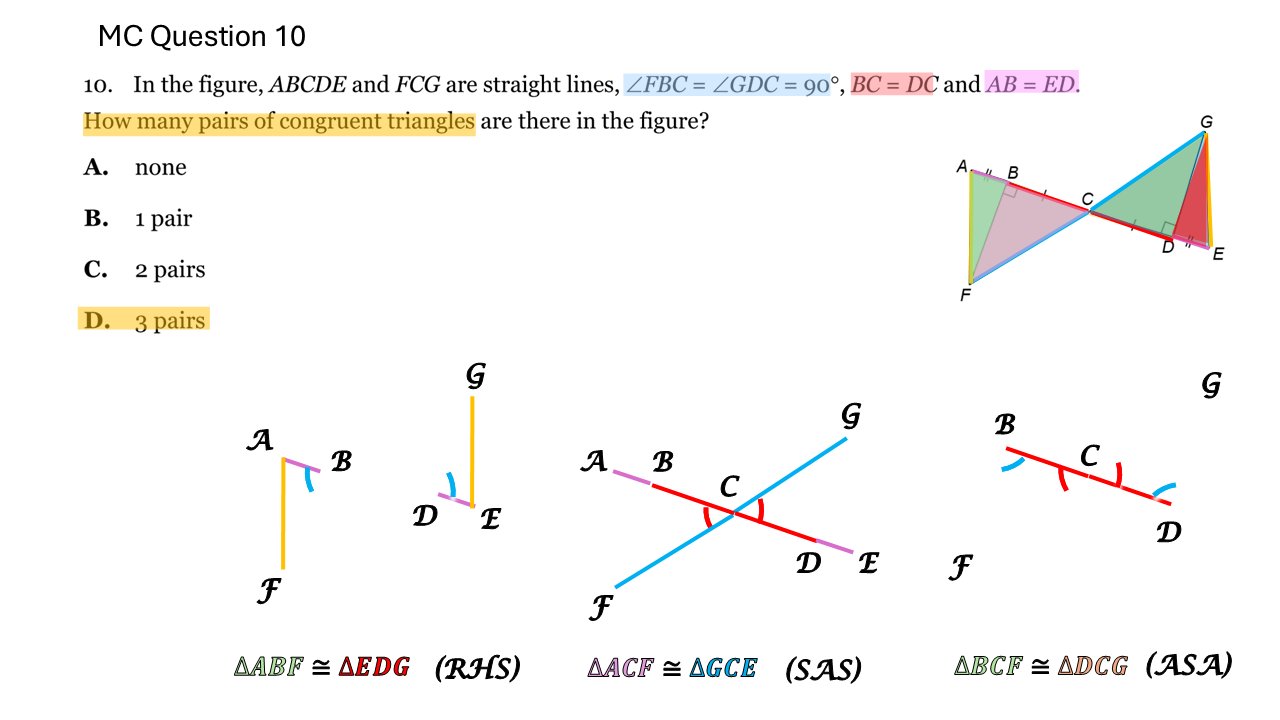 MC Question 10
10. In the figure, ABCDE and FCG are straight lines, ∠FBC = ∠GDC = 90°, BC = DC and AB = ED.
How many pairs of congruent triangles are there in the figure?
A. none
B. 1 pair
C. 2 pairs
D. 3 pairs
G
A
B
C
D
E
F
A
B
F
G
D
E
A
B
C
G
D
E
F
G
B
C
D
F
ΔABF ≅ ΔEDG (RHS)
ΔACF ≅ ΔGCE (SAS)
ΔBCF ≅ ΔDCG (ASA)